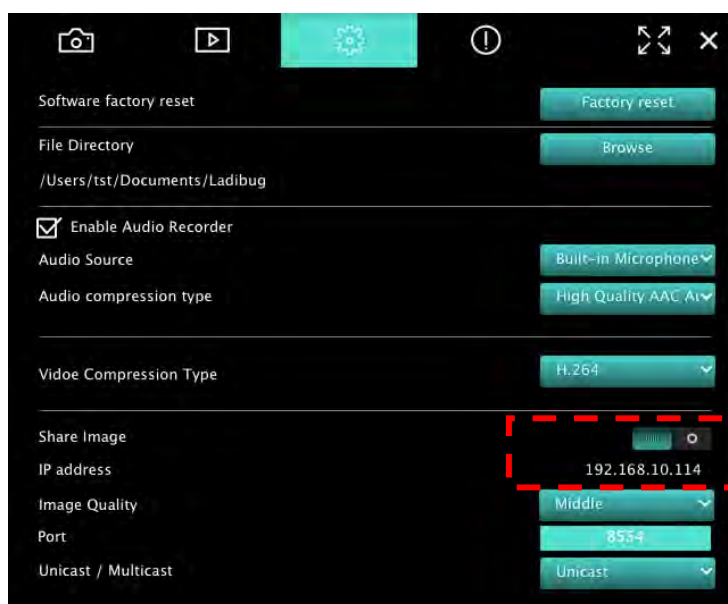 Software factory reset Factory reset
File Directory Browse
/Users/tst/Documents/Ladibug
Enable Audio Recorder
Audio Source Built-in Microphone
Audio compression type High Quality AAC Au
Vidoe Compression Type H.264
Share Image
IP address 192.168.10.114
Image Quality Middle
Port 8554
Unicast / Multicast Unicast